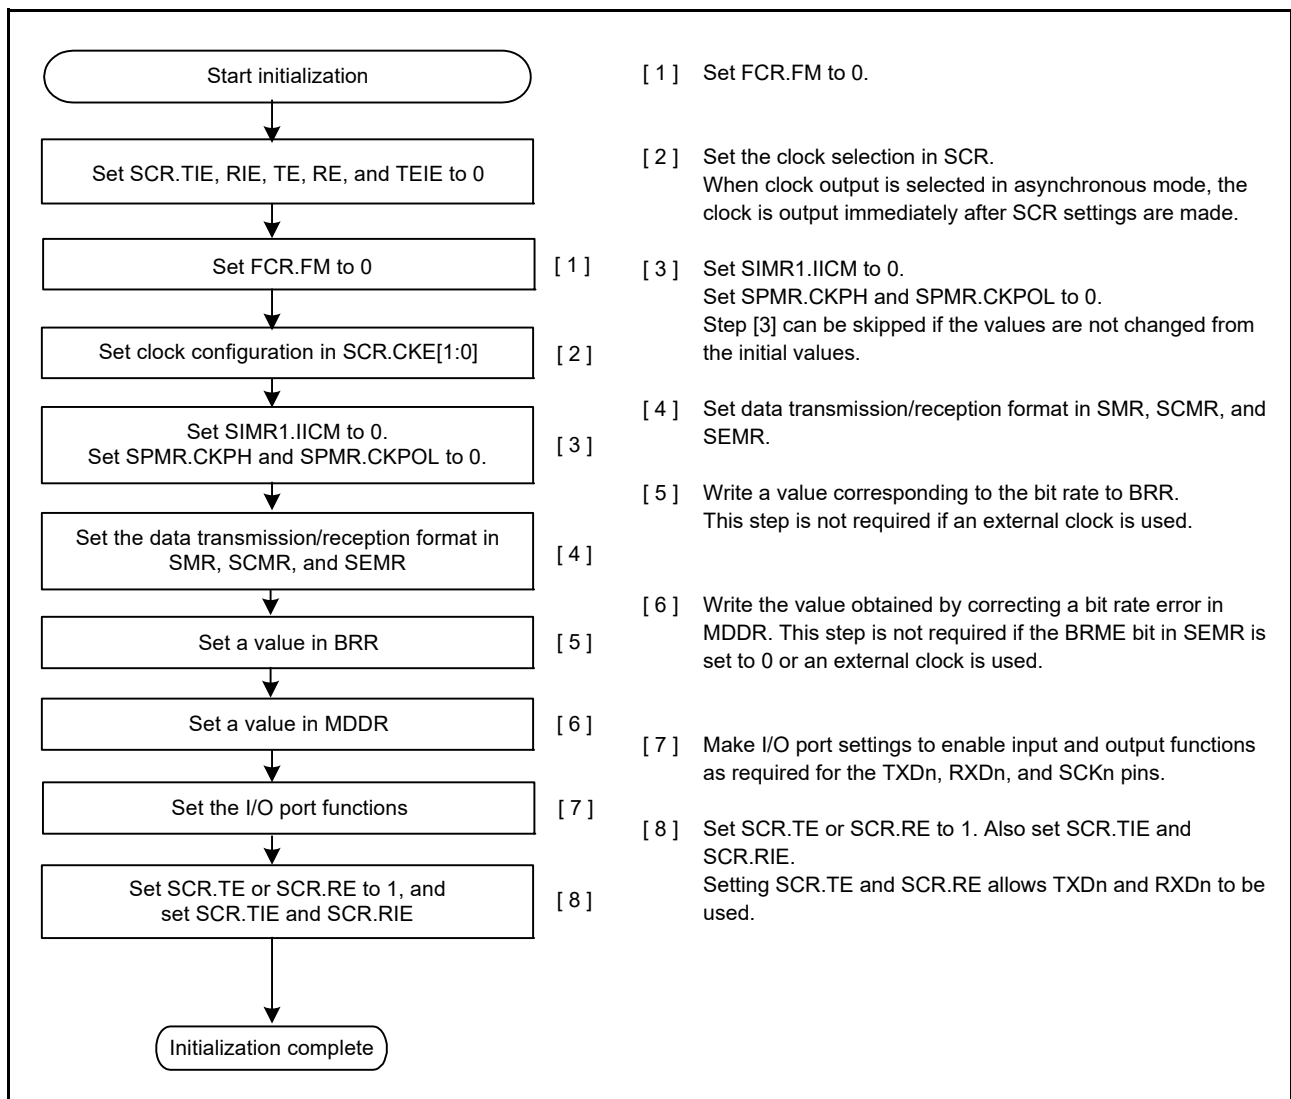 Start initialization
Set SCR.TIE, RIE, TE, RE, and TEIE to 0
Set FCR.FM to 0
[ 1 ]
Set clock configuration in SCR.CKE[1:0]
[ 2 ]
Set SIMR1.IICM to 0.
Set SPMR.CKPH and SPMR.CKPOL to 0.
[ 3 ]
Set the data transmission/reception format in
SMR, SCMR, and SEMR
[ 4 ]
Set a value in BRR
[ 5 ]
Set a value in MDDR
[ 6 ]
Set the I/O port functions
[ 7 ]
Set SCR.TE or SCR.RE to 1, and
set SCR.TIE and SCR.RIE
[ 8 ]
Initialization complete
[ 1 ] Set FCR.FM to 0.
[ 2 ] Set the clock selection in SCR.
When clock output is selected in asynchronous mode, the
clock is output immediately after SCR settings are made.
[ 3 ] Set SIMR1.IICM to 0.
Set SPMR.CKPH and SPMR.CKPOL to 0.
Step [3] can be skipped if the values are not changed from
the initial values.
[ 4 ] Set data transmission/reception format in SMR, SCMR, and
SEMR.
[ 5 ] Write a value corresponding to the bit rate to BRR.
This step is not required if an external clock is used.
[ 6 ] Write the value obtained by correcting a bit rate error in
MDDR. This step is not required if the BRME bit in SEMR is
set to 0 or an external clock is used.
[ 7 ] Make I/O port settings to enable input and output functions
as required for the TXDn, RXDn, and SCKn pins.
[ 8 ] Set SCR.TE or SCR.RE to 1. Also set SCR.TIE and
SCR.RIE.
Setting SCR.TE and SCR.RE allows TXDn and RXDn to be
used.